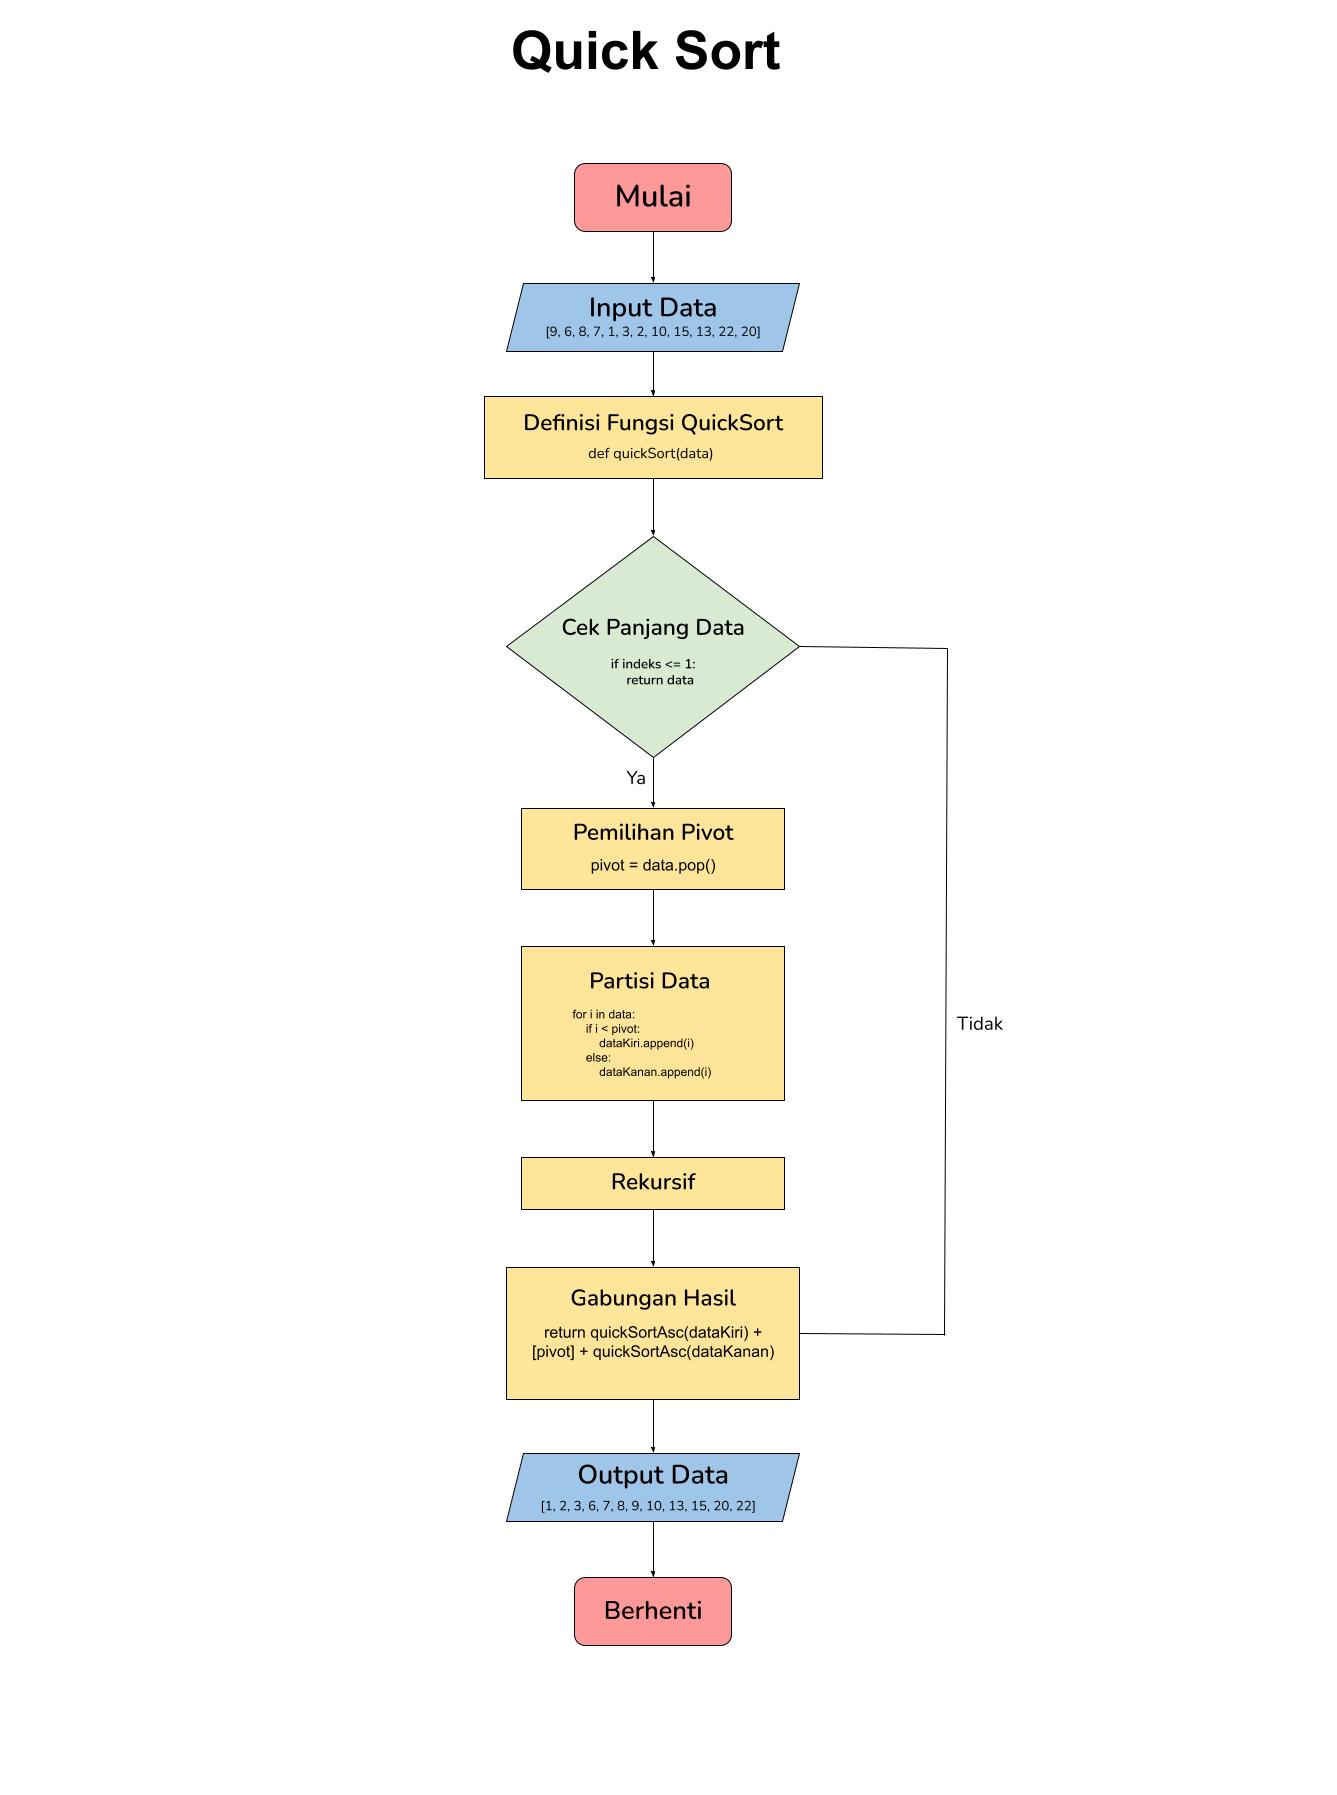 Quick Sort
Mulai
Input Data
[9, 6, 8, 7, 1, 3, 2, 10, 15, 13, 22, 20]
Definisi Fungsi QuickSort
def quickSort(data)
Cek Panjang Data
if indeks <= 1:
return data
Ya
Pemilihan Pivot
pivot = data.pop()
Partisi Data
for i in data:
if i < pivot:
dataKiri.append(i)
else:
dataKanan.append(i)
Tidak
Rekursif
Gabungan Hasil
return quickSortAsc(dataKiri) +
[pivot] + quickSortAsc(dataKanan)
Output Data
[1, 2, 3, 6, 7, 8, 9, 10, 13, 15, 20, 22]
Berhenti